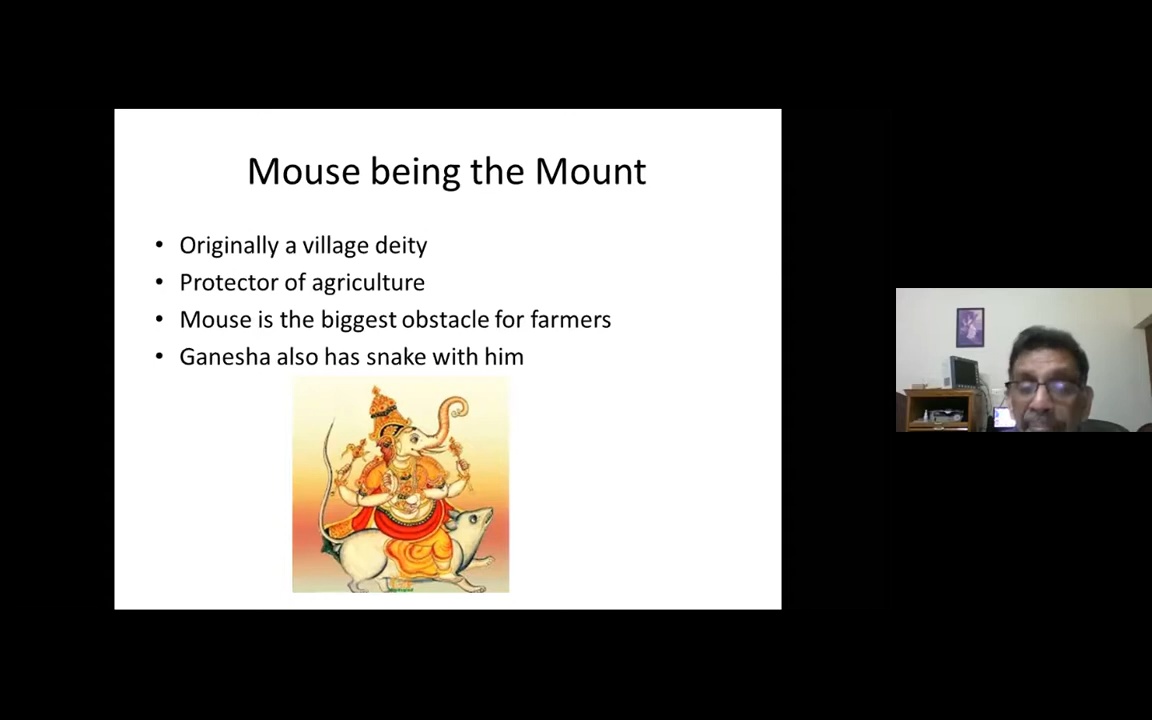 Mouse being the Mount
• Originally a village deity
• Protector of agriculture
• Mouse is the biggest obstacle for farmers
• Ganesha also has snake with him